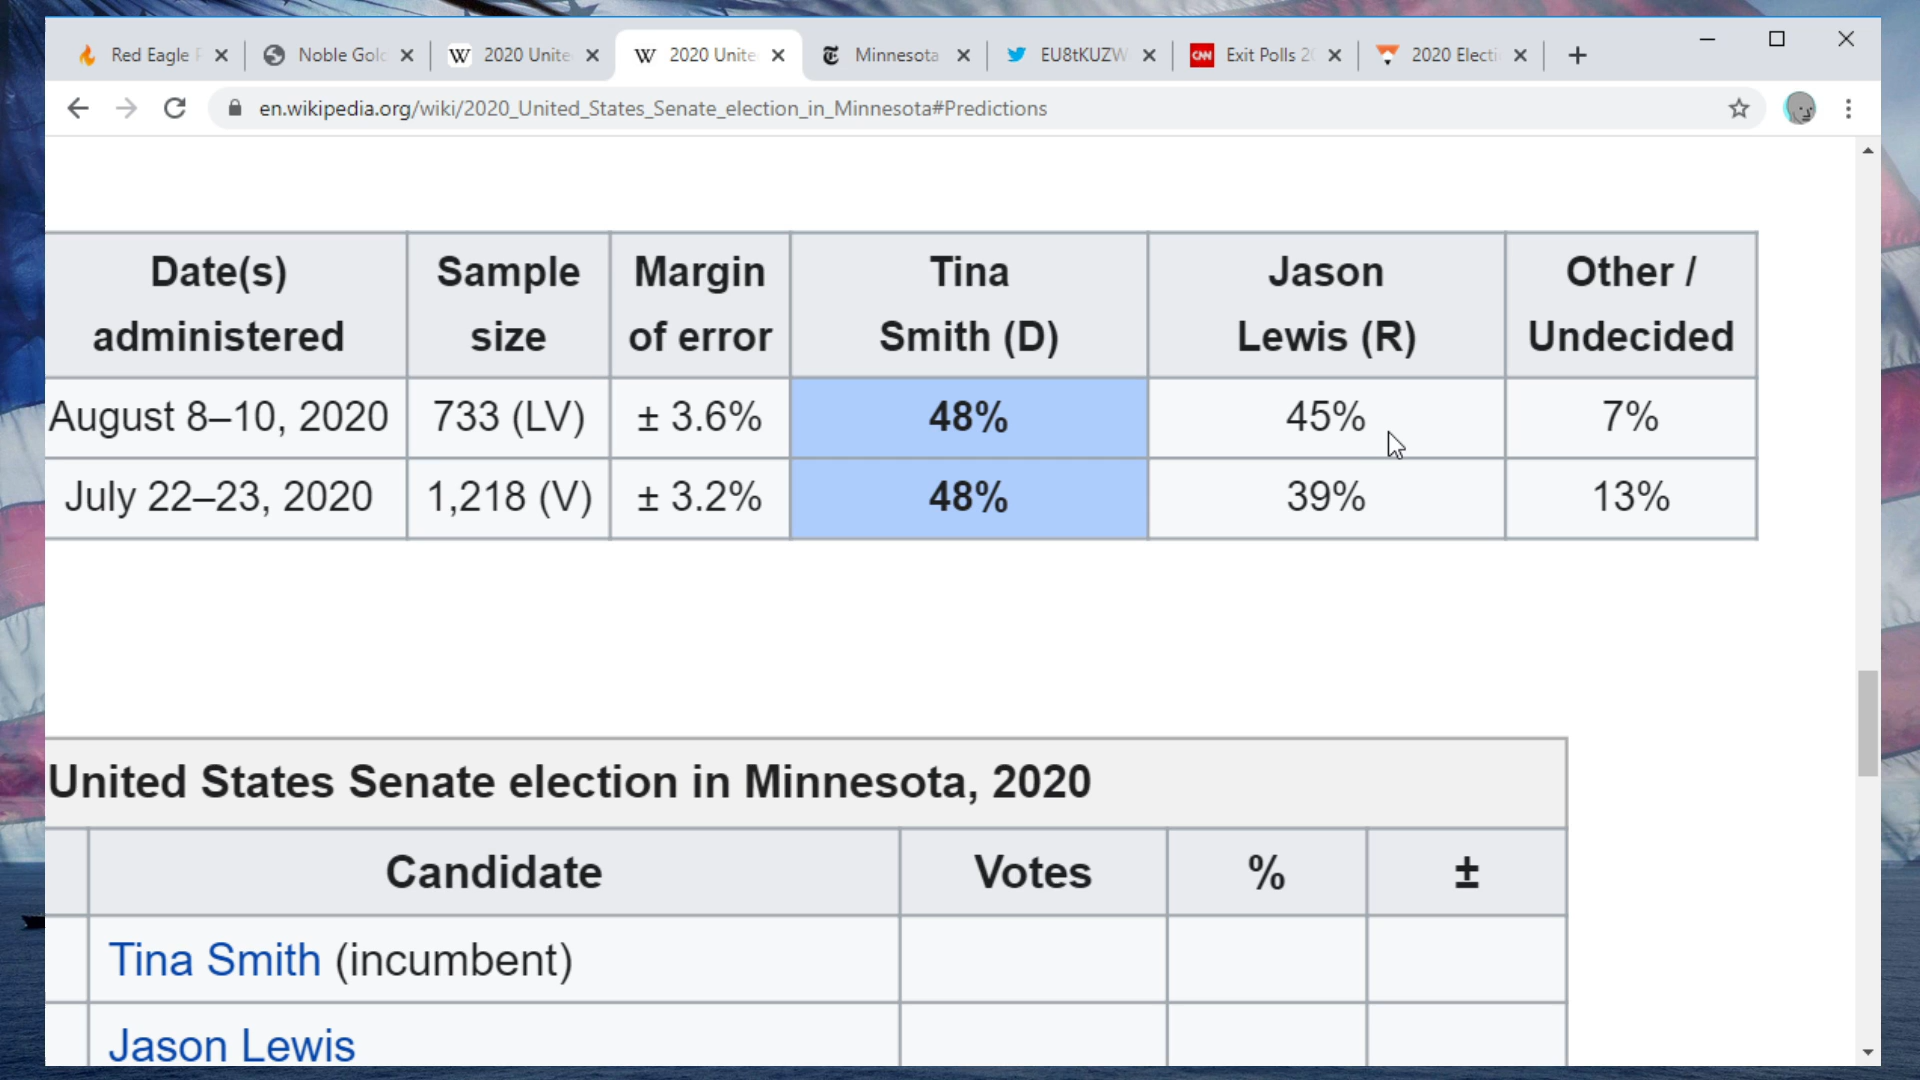 Red Eagle
Noble Gol
2020 Unite
2020 Unite
Minnesota
EU8tKUZW
CNN
Exit Polls 2
2020 Electi
en.wikipedia.org/wiki/2020_United_States_Senate_election_in_Minnesota#Predictions
Date(s)
administered
Sample
size
Margin
of error
Tina
Smith (D)
Jason
Lewis (R)
Other /
Undecided
August 8–10, 2020 733 (LV) ± 3.6% 48% 45% 7%
July 22–23, 2020 1,218 (V) ± 3.2% 48% 39% 13%
United States Senate election in Minnesota, 2020
Candidate Votes % ±
Tina Smith (incumbent)
Jason Lewis